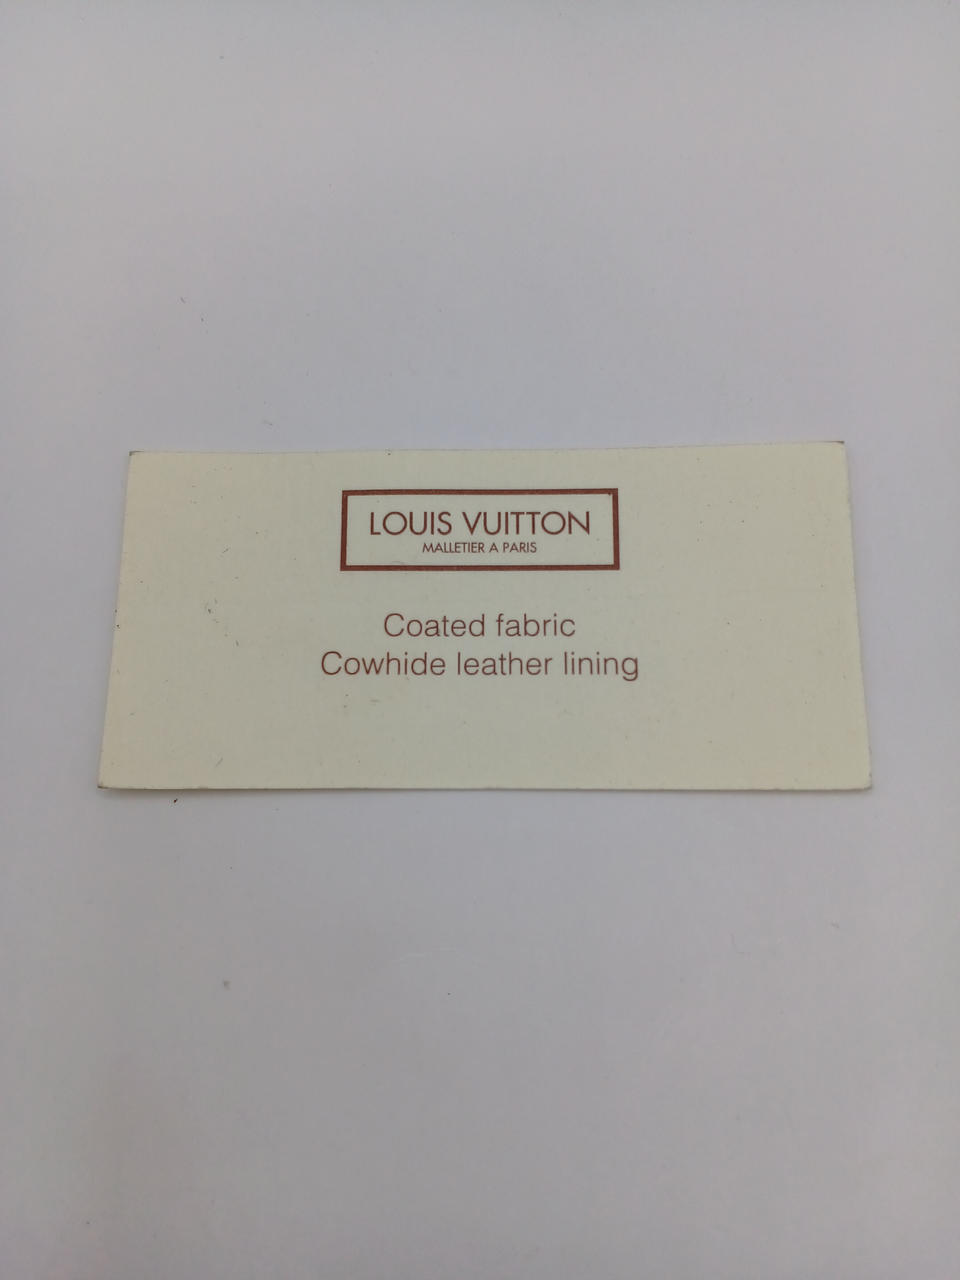 LOUIS VUITTON
MALLETIER A PARIS
Coated fabric
Cowhide leather lining